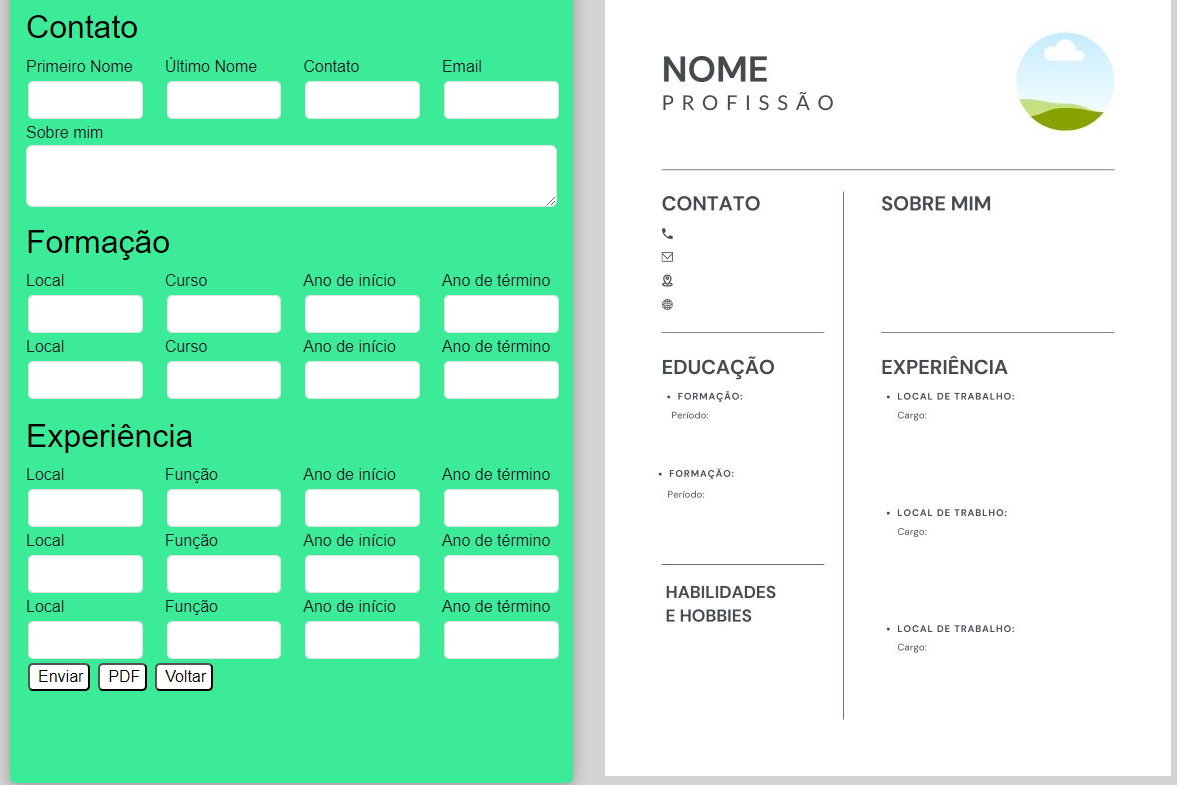 Contato
Primeiro Nome Último Nome Contato Email
Sobre mim
Formação
Local Curso Ano de início Ano de término
Local Curso Ano de início Ano de término
Experiência
Local Função Ano de início Ano de término
Local Função Ano de início Ano de término
Local Função Ano de início Ano de término
Enviar PDF Voltar
NOME
PROFISSÃO
CONTATO
EDUCAÇÃO
FORMAÇÃO:
Período:
FORMAÇÃO:
Período:
HABILIDADES
E HOBBIES
SOBRE MIM
EXPERIÊNCIA
LOCAL DE TRABALHO:
Cargo:
LOCAL DE TRABLHO:
Cargo:
LOCAL DE TRABALHO:
Cargo: